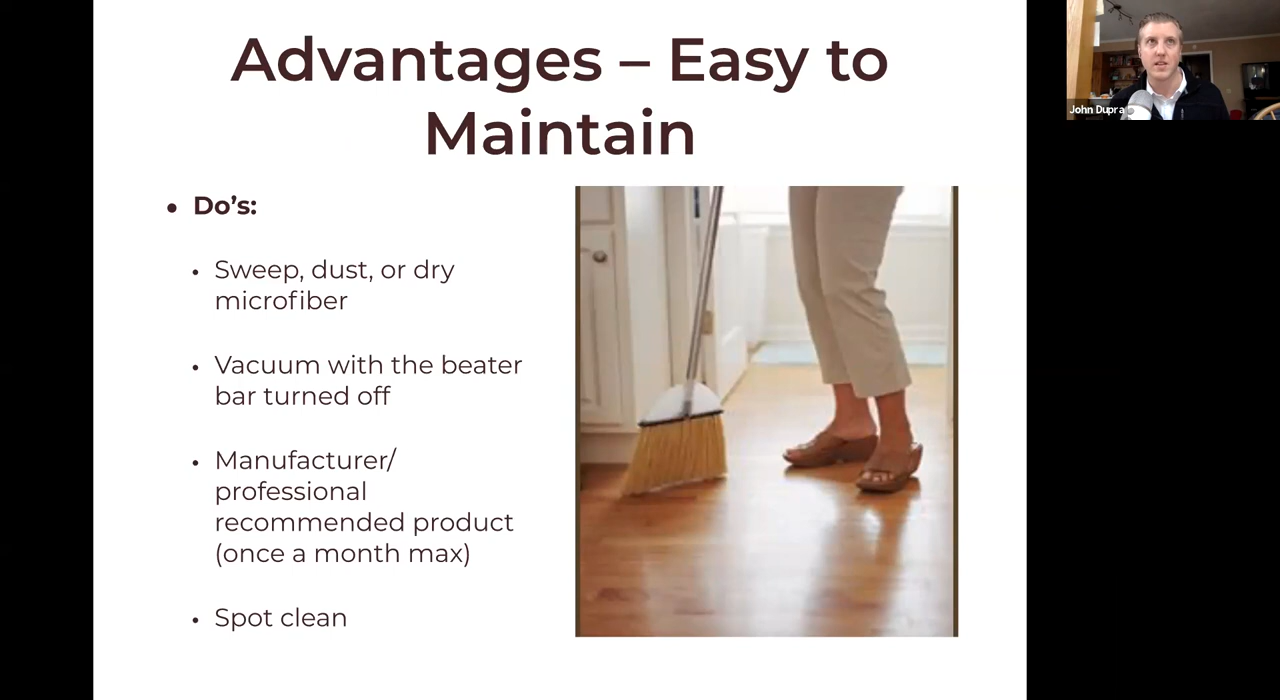 Advantages – Easy to
Maintain
• Do’s:
• Sweep, dust, or dry
microfiber
• Vacuum with the beater
bar turned off
• Manufacturer/
professional
recommended product
(once a month max)
• Spot clean
John